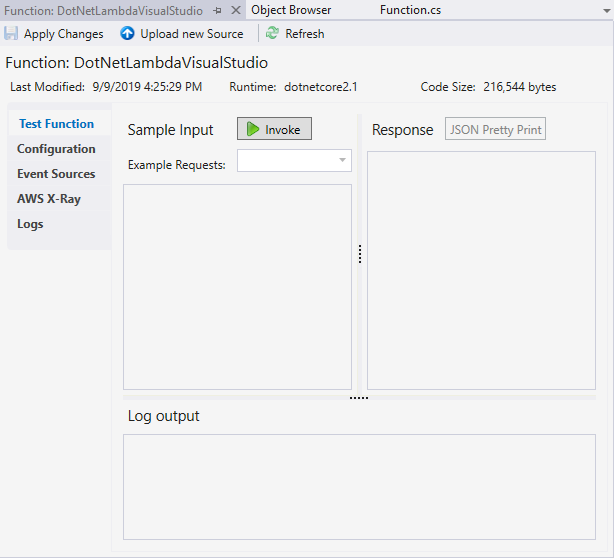 Function: DotNetLambdaVisualStudio Object Browser Function.cs
Apply Changes Upload new Source Refresh
Function: DotNetLambdaVisualStudio
Last Modified: 9/9/2019 4:25:29 PM Runtime: dotnetcore2.1 Code Size: 216,544 bytes
Test Function
Configuration
Event Sources
AWS X-Ray
Logs
Sample Input Invoke
Example Requests:
Response JSON Pretty Print
Log output